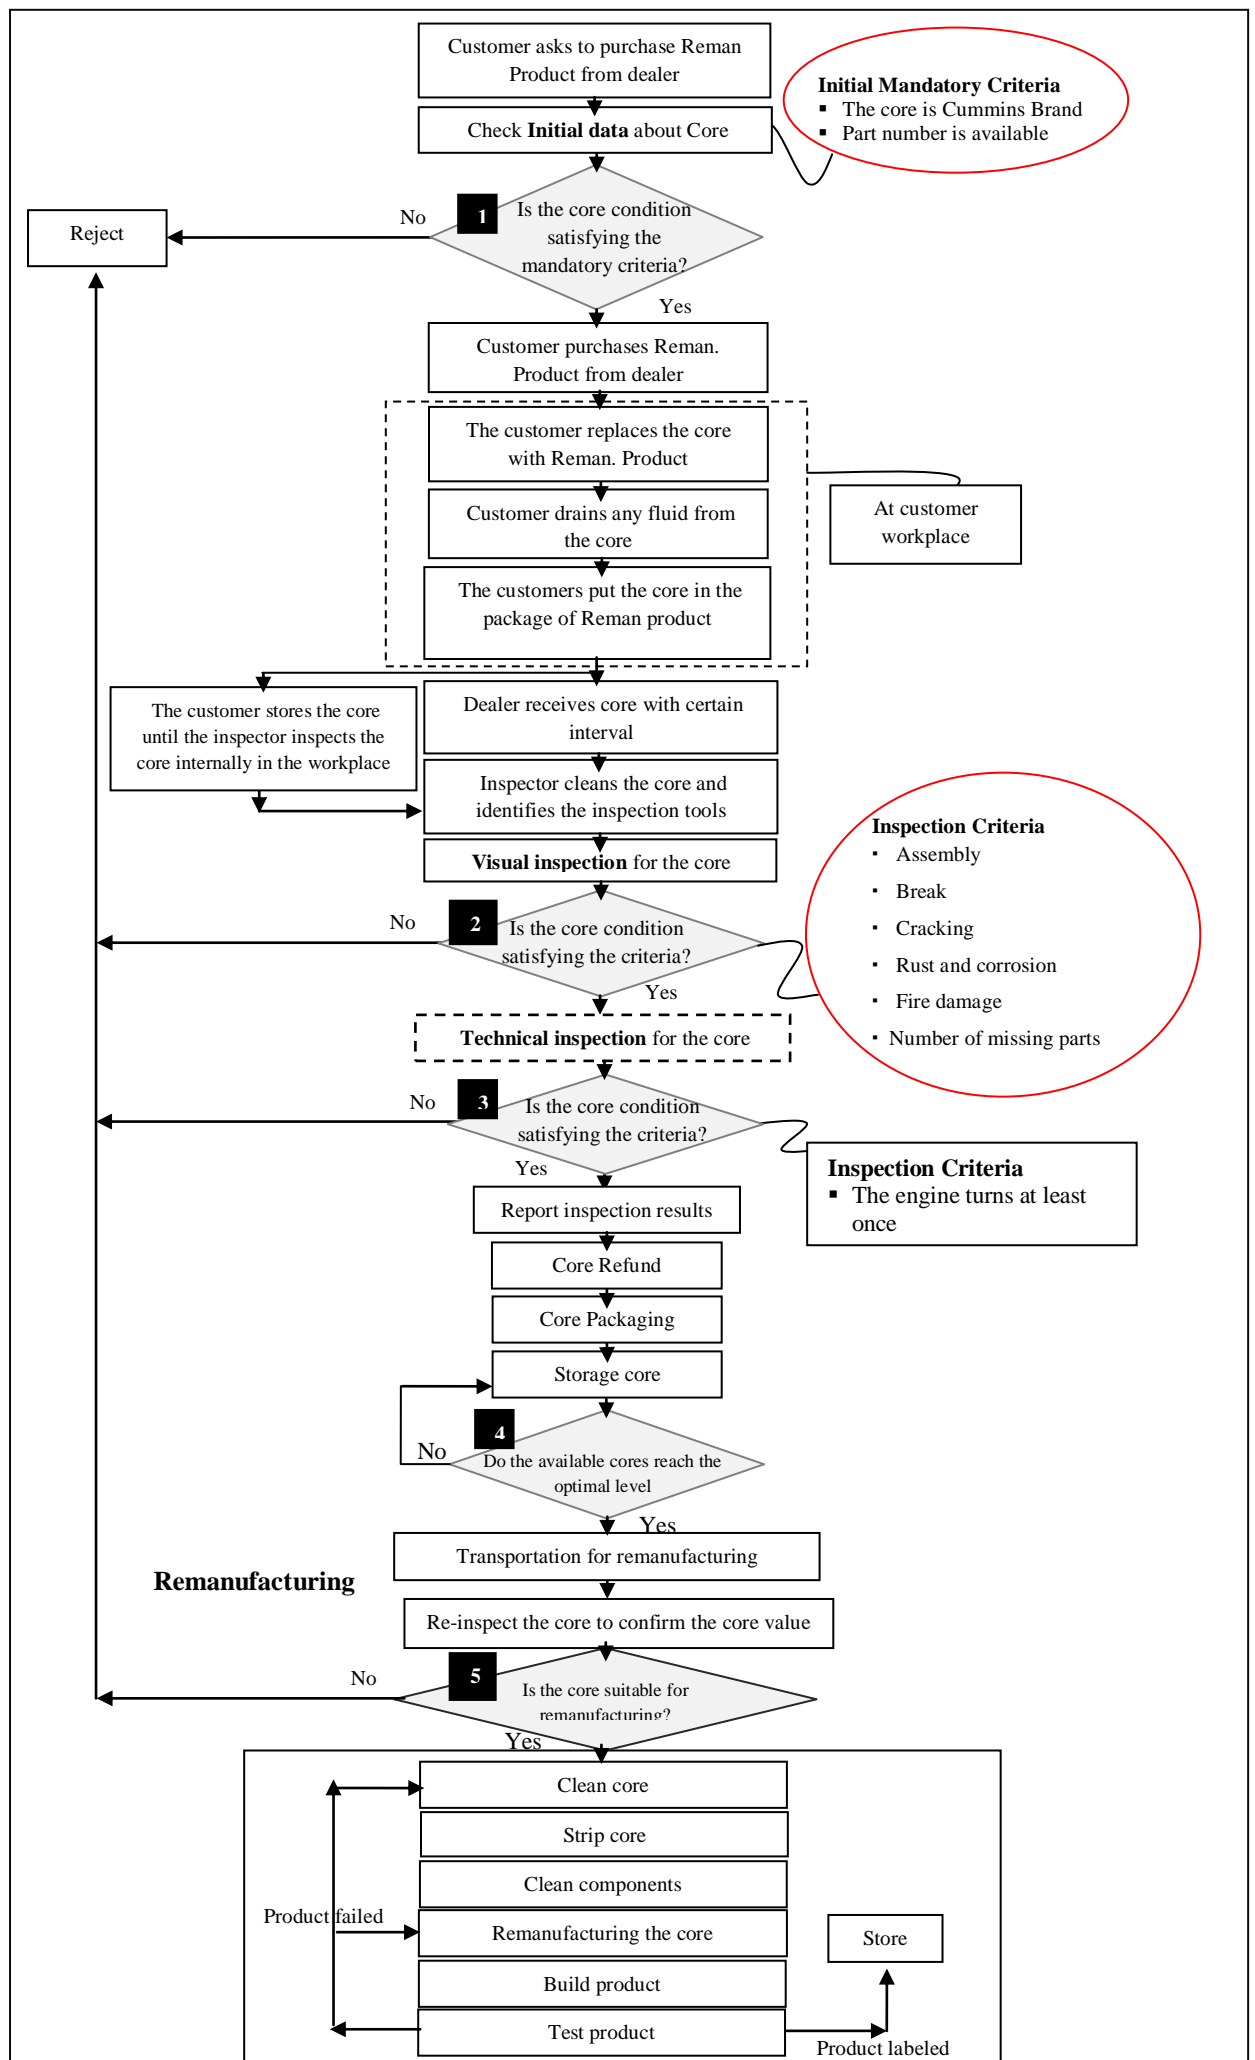 Customer asks to purchase Reman
Product from dealer
Initial Mandatory Criteria
▪ The core is Cummins Brand
▪ Part number is available
Check Initial data about Core
1
Is the core condition
satisfying the
mandatory criteria?
No
Reject
Yes
Customer purchases Reman.
Product from dealer
The customer replaces the core
with Reman. Product
Customer drains any fluid from
the core
The customers put the core in the
package of Reman product
At customer
workplace
The customer stores the core
until the inspector inspects the
core internally in the workplace
Dealer receives core with certain
interval
Inspector cleans the core and
identifies the inspection tools
Visual inspection for the core
2
Is the core condition
satisfying the criteria?
No
Yes
Inspection Criteria
▪ Assembly
▪ Break
▪ Cracking
▪ Rust and corrosion
▪ Fire damage
▪ Number of missing parts
Technical inspection for the core
3
Is the core condition
satisfying the criteria?
No
Yes
Inspection Criteria
▪ The engine turns at least
once
Report inspection results
Core Refund
Core Packaging
Storage core
4
Do the available cores reach the
optimal level
No
Yes
Transportation for remanufacturing
Remanufacturing
Re-inspect the core to confirm the core value
5
Is the core suitable for
remanufacturing?
No
Yes
Clean core
Strip core
Clean components
Product failed
Remanufacturing the core
Store
Build product
Test product
Product labeled